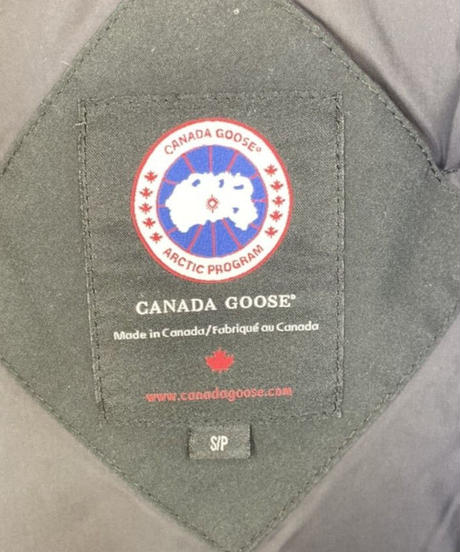 CANADA GOOSE®
ARCTIC PROGRAM
CANADA GOOSE®
Made in Canada/Fabriqué au Canada
www.canadagoose.com
S/P